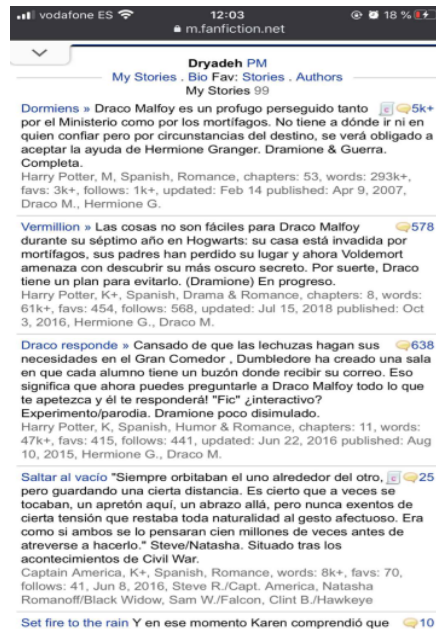 vodafone ES 12:03 18 %
m.fanfiction.net
Dryadeh PM
My Stories . Bio Fav: Stories . Authors
My Stories 99
Dormiens » Draco Malfoy es un profugo perseguido tanto 5k+
por el Ministerio como por los mortífagos. No tiene a dónde ir ni en
quien confiar pero por circunstancias del destino, se verá obligado a
aceptar la ayuda de Hermione Granger. Dramione & Guerra.
Completa.
Harry Potter, M, Spanish, Romance, chapters: 53, words: 293k+,
favs: 3k+, follows: 1k+, updated: Feb 14 published: Apr 9, 2007,
Draco M., Hermione G.
Vermillion » Las cosas no son fáciles para Draco Malfoy 578
durante su séptimo año en Hogwarts: su casa está invadida por
mortífagos, sus padres han perdido su lugar y ahora Voldemort
amenaza con descubrir su más oscuro secreto. Por suerte, Draco
tiene un plan para evitarlo. (Dramione) En progreso.
Harry Potter, K+, Spanish, Drama & Romance, chapters: 8, words:
61k+, favs: 454, follows: 568, updated: Jul 15, 2018 published: Oct
3, 2016, Hermione G., Draco M.
Draco responde » Cansado de que las lechuzas hagan sus 638
necesidades en el Gran Comedor , Dumbledore ha creado una sala
en que cada alumno tiene un buzón donde recibir su correo. Eso
significa que ahora puedes preguntarle a Draco Malfoy todo lo que
te apetezca y él te responderá! "Fic" ¿interactivo?
Experimento/parodia. Dramione poco disimulado.
Harry Potter, K, Spanish, Humor & Romance, chapters: 11, words:
47k+, favs: 415, follows: 441, updated: Jun 22, 2016 published: Aug
10, 2015, Hermione G., Draco M.
Saltar al vacío "Siempre orbitaban el uno alrededor del otro, 25
pero guardando una cierta distancia. Es cierto que a veces se
tocaban, un apretón aquí, un abrazo allá, pero nunca exentos de
cierta tensión que restaba toda naturalidad al gesto afectuoso. Era
como si ambos se lo pensaran cien millones de veces antes de
atreverse a hacerlo." Steve/Natasha. Situado tras los
acontecimientos de Civil War.
Captain America, K+, Spanish, Romance, words: 8k+, favs: 70,
follows: 41, Jun 8, 2016, Steve R./Capt. America, Natasha
Romanoff/Black Widow, Sam W./Falcon, Clint B./Hawkeye
Set fire to the rain Y en ese momento Karen comprendió que 10